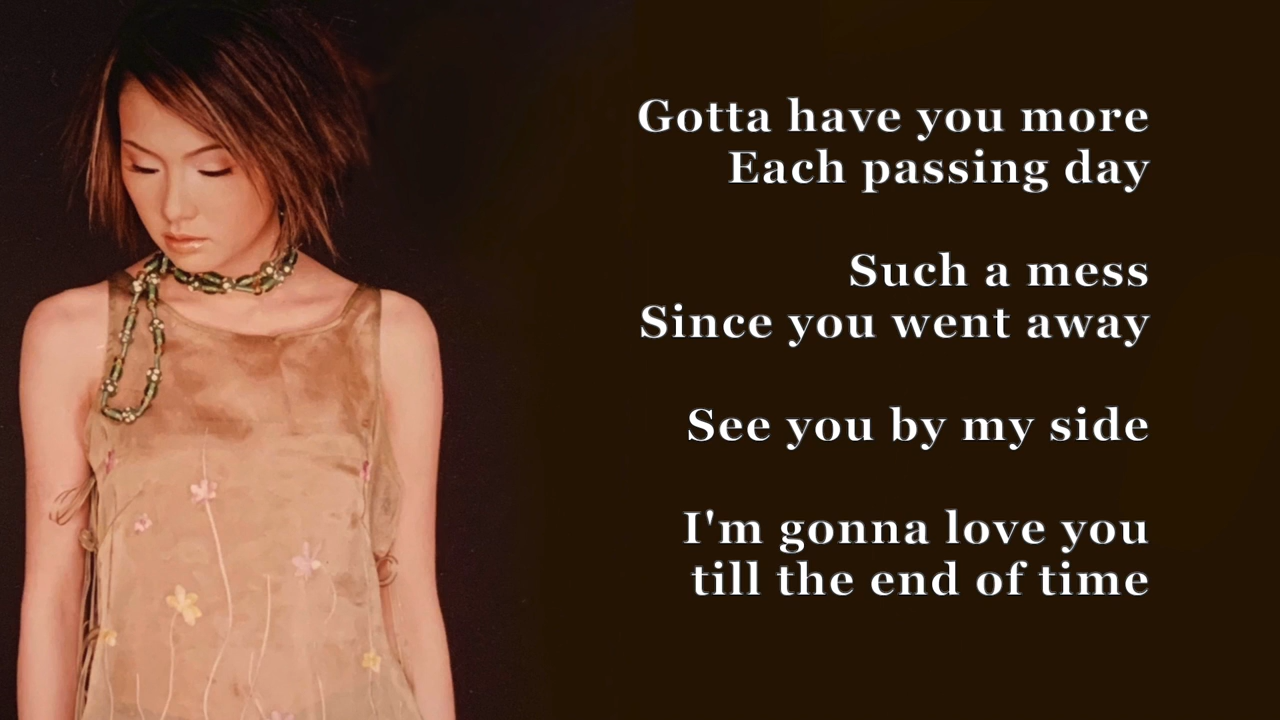 Gotta have you more
Each passing day
Such a mess
Since you went away
See you by my side
I'm gonna love you
till the end of time